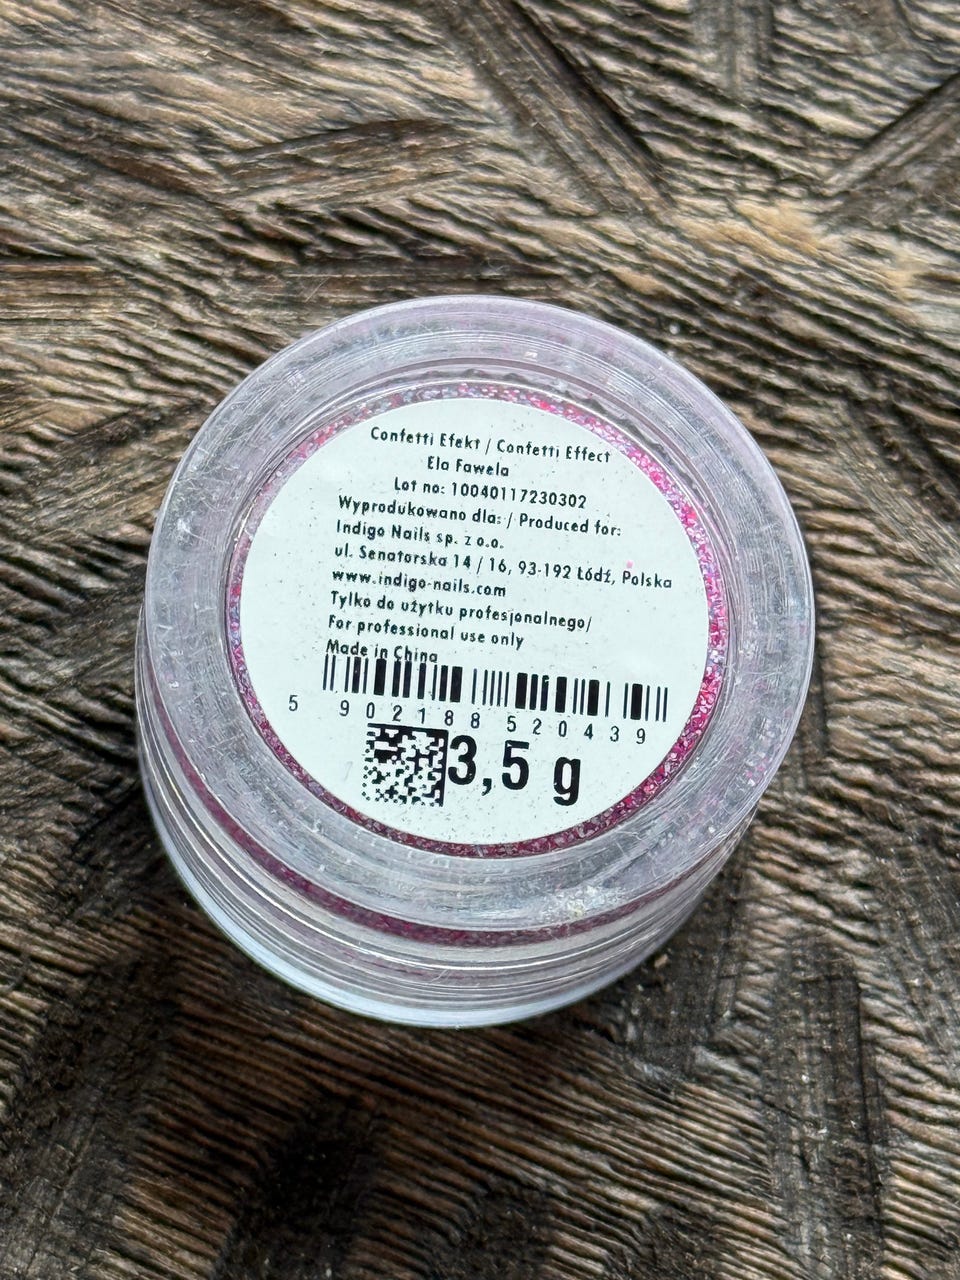 Confetti Efekt / Confetti Effect
Ela Fawela
Lot no: 10040117230302
Wyprodukowano dla: / Produced for:
Indigo Nails sp. z o.o.
ul. Senatorska 14 / 16, 93-192 Łódź, Polska
www.indigo-nails.com
Tylko do użytku profesjonalnego/
For professional use only
Made in China
5 902188 520439
3,5 g